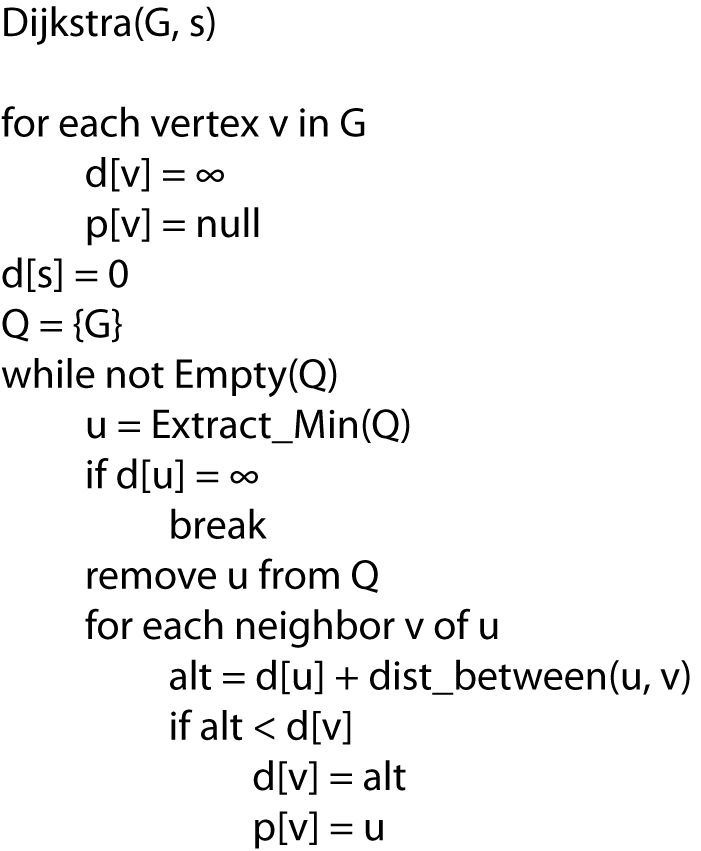 Dijkstra(G, s)
for each vertex v in G
d[v] = ∞
p[v] = null
d[s] = 0
Q = {G}
while not Empty(Q)
u = Extract_Min(Q)
if d[u] = ∞
break
remove u from Q
for each neighbor v of u
alt = d[u] + dist_between(u, v)
if alt < d[v]
d[v] = alt
p[v] = u